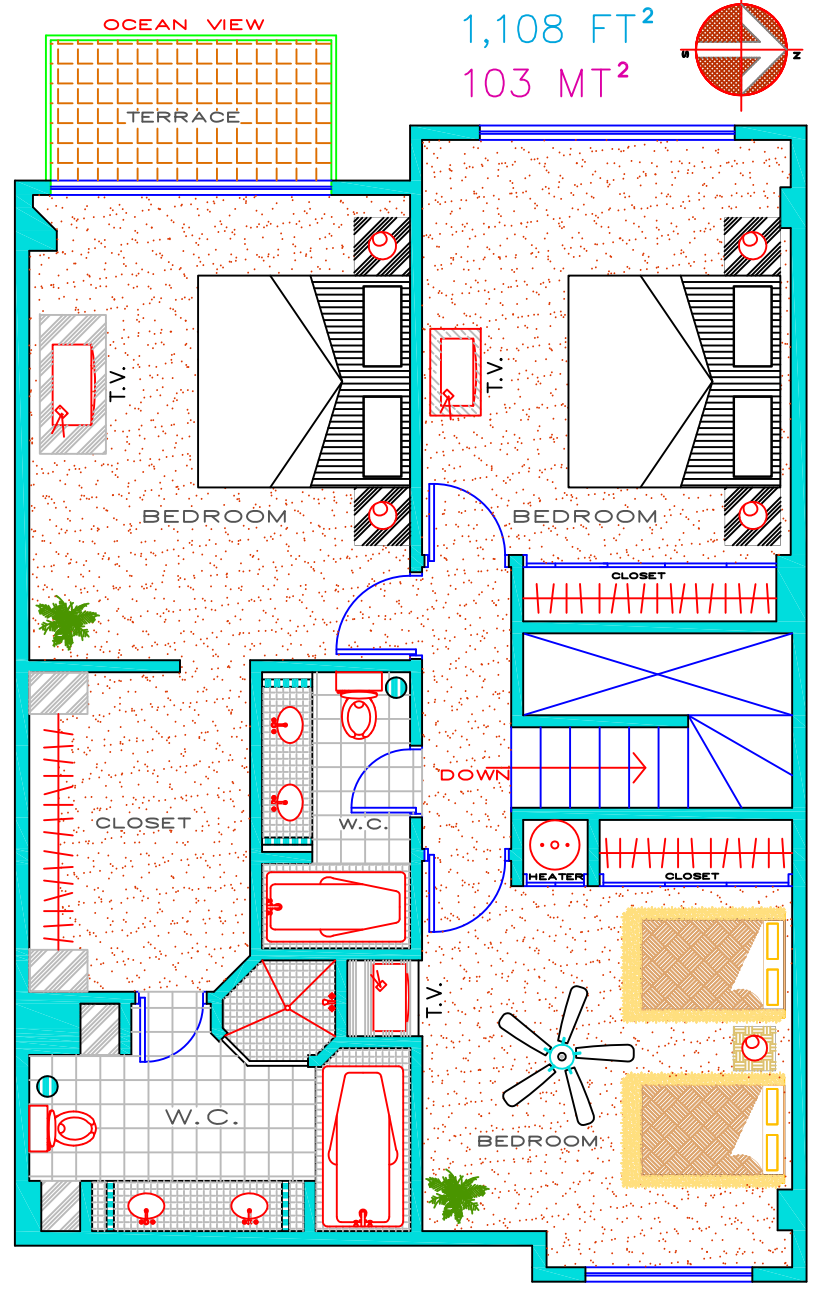 OCEAN VIEW
1,108 FT²
103 MT²
S
N
TERRACE
T.V.
T.V.
BEDROOM
BEDROOM
CLOSET
DOWN
CLOSET
W.C.
HEATER
CLOSET
T.V.
W.C.
BEDROOM